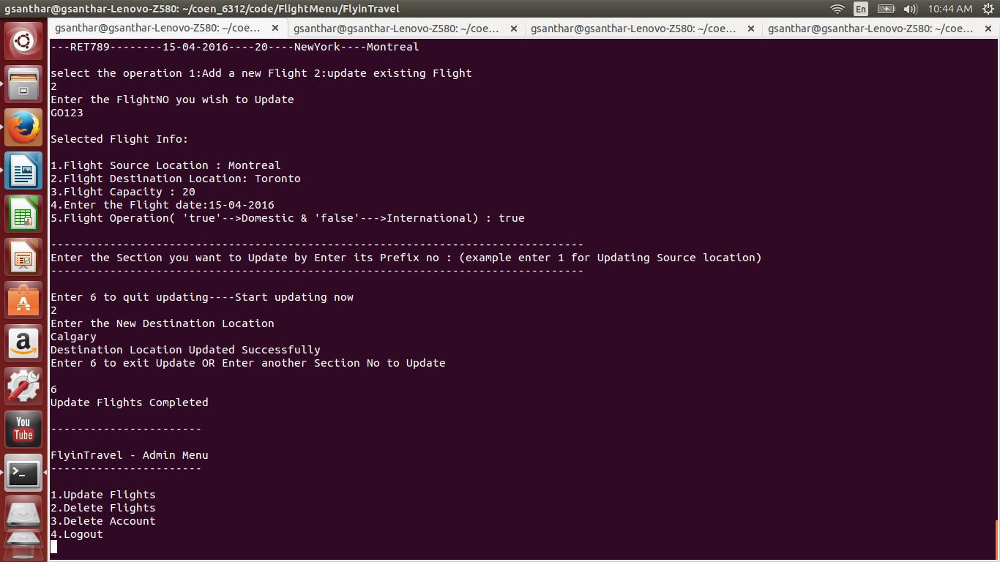 gsanthar@gsanthar-Lenovo-Z580: ~/coen_6312/code/FlightMenu/FlyinTravel
En
10:44 AM
gsanthar@gsanthar-Lenovo-Z580: ~/coe... × gsanthar@gsanthar-Lenovo-Z580: ~/coe... × gsanthar@gsanthar-Lenovo-Z580: ~/coe... × gsanthar@gsanthar-Lenovo-Z580: ~/coe... ×
---RET789--------15-04-2016----20----NewYork----Montreal
select the operation 1:Add a new Flight 2:update existing Flight
2
Enter the FlightNO you wish to Update
GO123
Selected Flight Info:
1.Flight Source Location : Montreal
2.Flight Destination Location: Toronto
3.Flight Capacity : 20
4.Enter the Flight date:15-04-2016
5.Flight Operation( 'true'-->Domestic & 'false'--->International) : true
---------------------------------------------------------------------------------
Enter the Section you want to Update by Enter its Prefix no : (example enter 1 for Updating Source location)
---------------------------------------------------------------------------------
Enter 6 to quit updating----Start updating now
2
Enter the New Destination Location
Calgary
Destination Location Updated Successfully
Enter 6 to exit Update OR Enter another Section No to Update
6
Update Flights Completed
-----------------------
FlyinTravel - Admin Menu
-----------------------
1.Update Flights
2.Delete Flights
3.Delete Account
4.Logout
a
You
Tube
>_